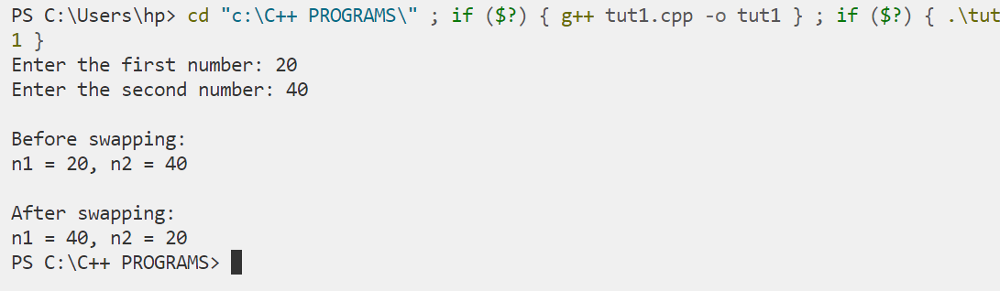 PS C:\Users\hp> cd "c:\C++ PROGRAMS\" ; if ($?) { g++ tut1.cpp -o tut1 } ; if ($?) { .\tut
1 }
Enter the first number: 20
Enter the second number: 40
Before swapping:
n1 = 20, n2 = 40
After swapping:
n1 = 40, n2 = 20
PS C:\C++ PROGRAMS>